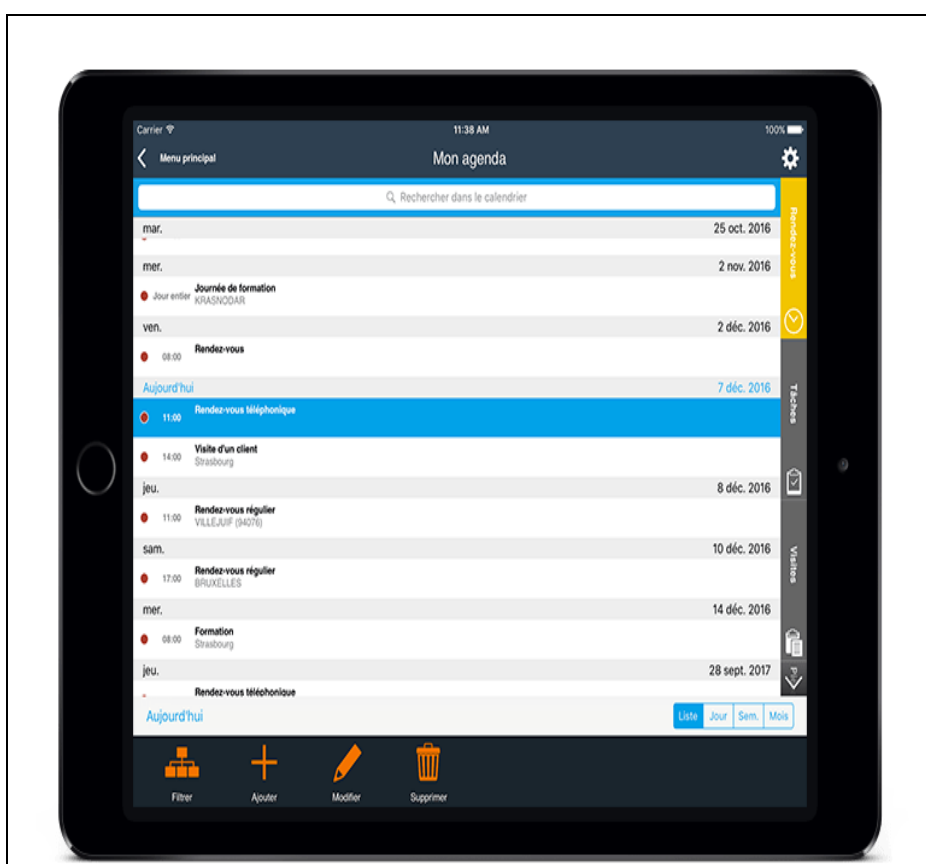 Carrier 11:38 AM 100%
Menu principal Mon agenda
Rechercher dans le calendrier
mar. 25 oct. 2016
mer. 2 nov. 2016
Jour entier Journée de formation
KRASNODAR
ven. 2 déc. 2016
08:00 Rendez-vous
Aujourd'hui 7 déc. 2016
11:00 Rendez-vous téléphonique
14:00 Visite d'un client
Strasbourg
jeu. 8 déc. 2016
11:00 Rendez-vous régulier
VILLEJUIF (94076)
sam. 10 déc. 2016
17:00 Rendez-vous régulier
BRUXELLES
mer. 14 déc. 2016
08:00 Formation
Strasbourg
jeu. 28 sept. 2017
Rendez-vous téléphonique
Rendez-vous
Tâches
Visites
Aujourd'hui Liste Jour Sem. Mois
Filtrer Ajouter Modifier Supprimer